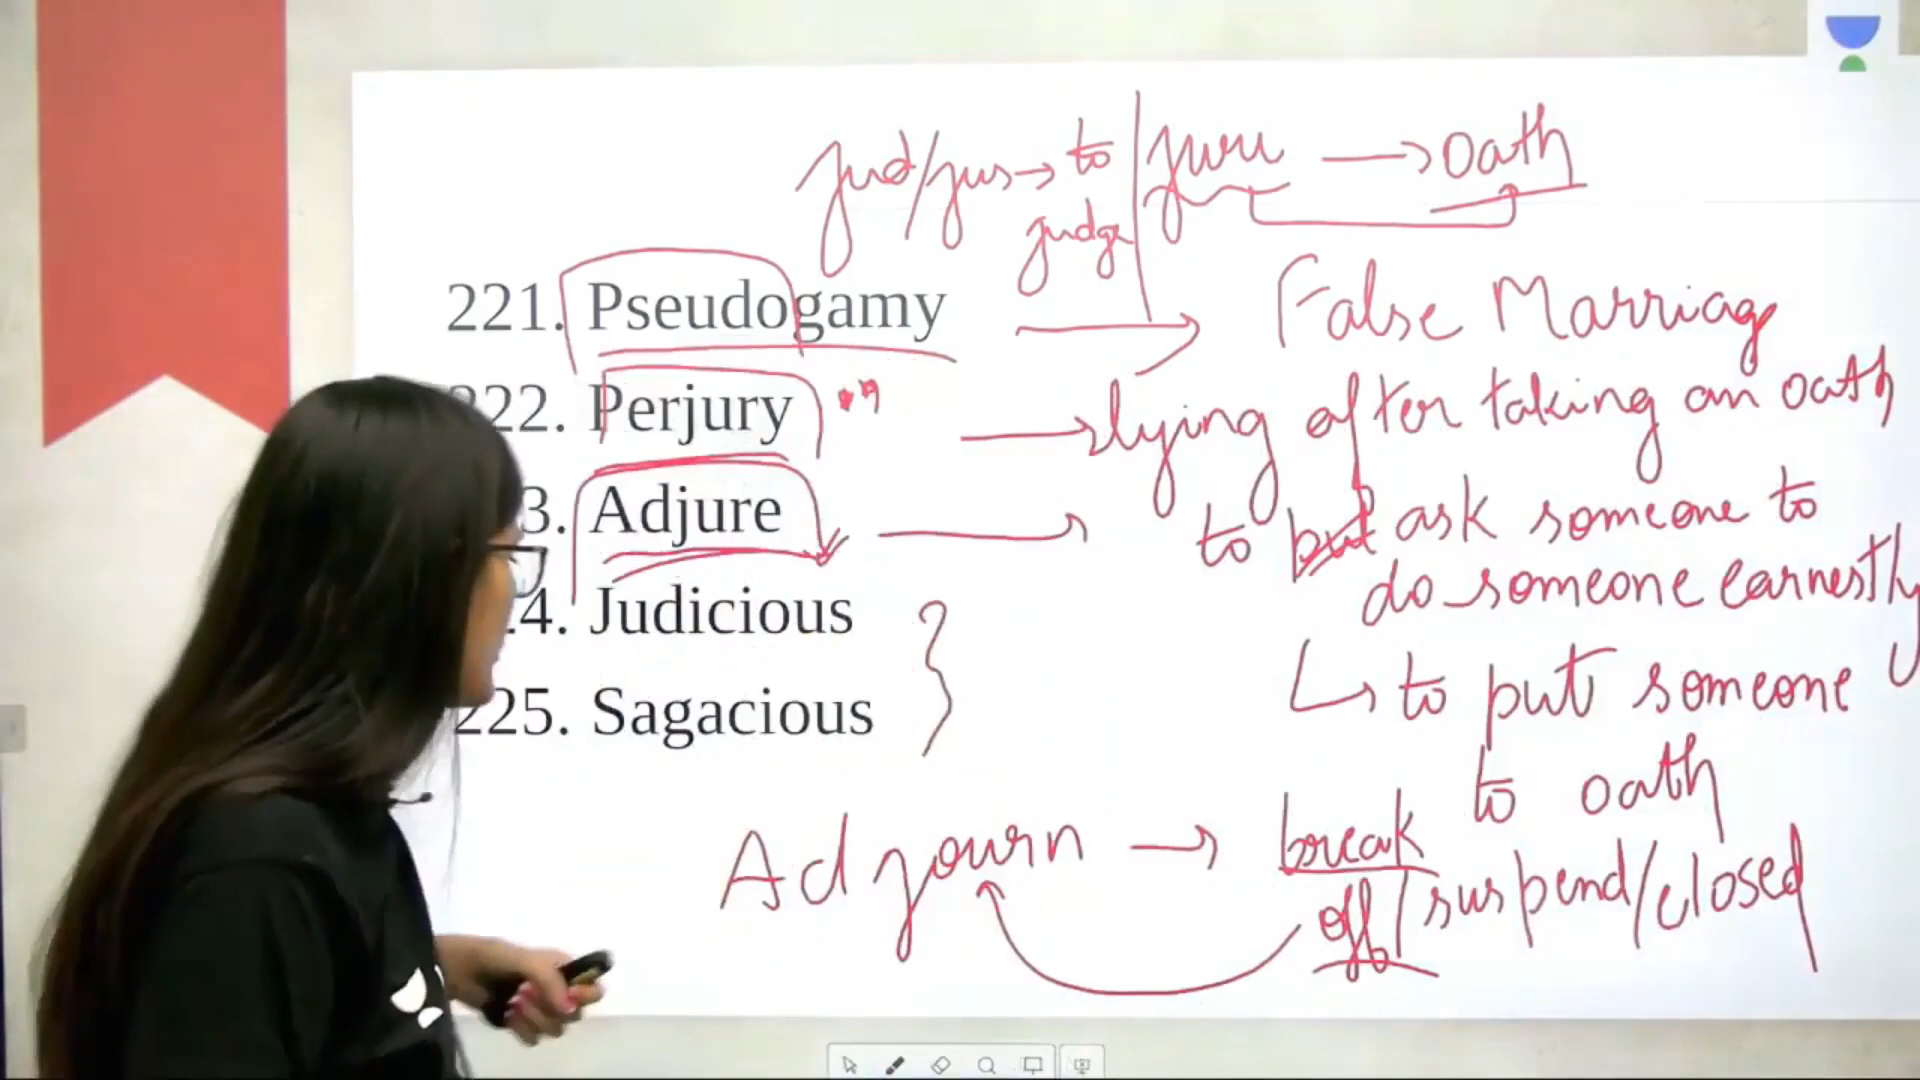 jud/jus → to judge
juru → Oath
221. Pseudogamy → False Marriage
222. Perjury → lying after taking an oath
3. Adjure → to but ask someone to
do someone earnestly
↳ to put someone
to oath
4. Judicious
225. Sagacious
Adjourn → break off / suspend / closed